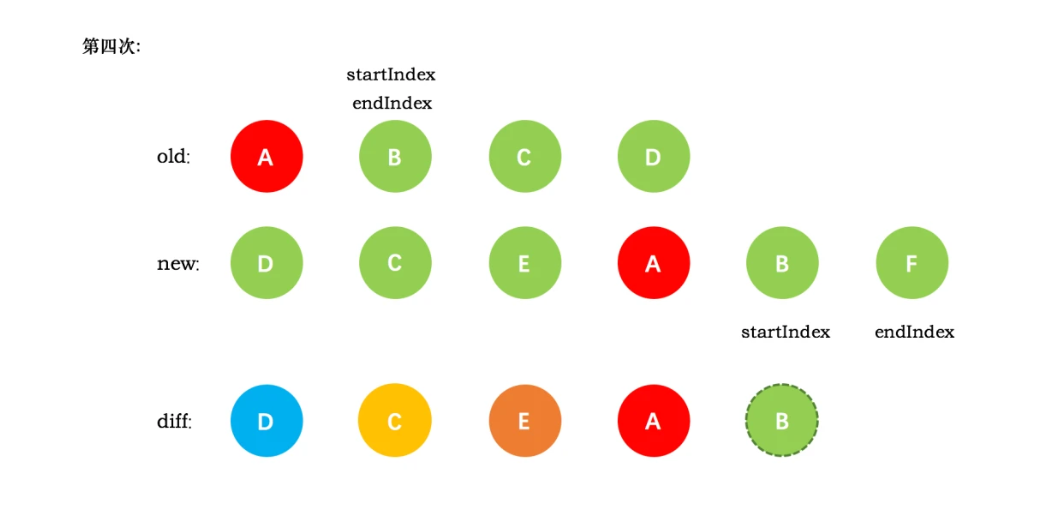 第四次:
startIndex
endIndex
old: A B C D
new: D C E A B F
startIndex endIndex
diff: D C E A B